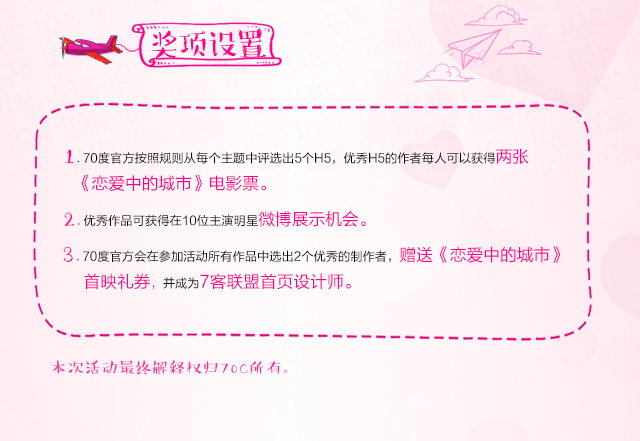 奖项设置
1. 70度官方按照规则从每个主题中评选出5个H5，优秀H5的作者每人可以获得两张
《恋爱中的城市》电影票。
2. 优秀作品可获得在10位主演明星微博展示机会。
3. 70度官方会在参加活动所有作品中选出2个优秀的制作者，赠送《恋爱中的城市》
首映礼券，并成为7客联盟首页设计师。
本次活动最终解释权归70C所有。